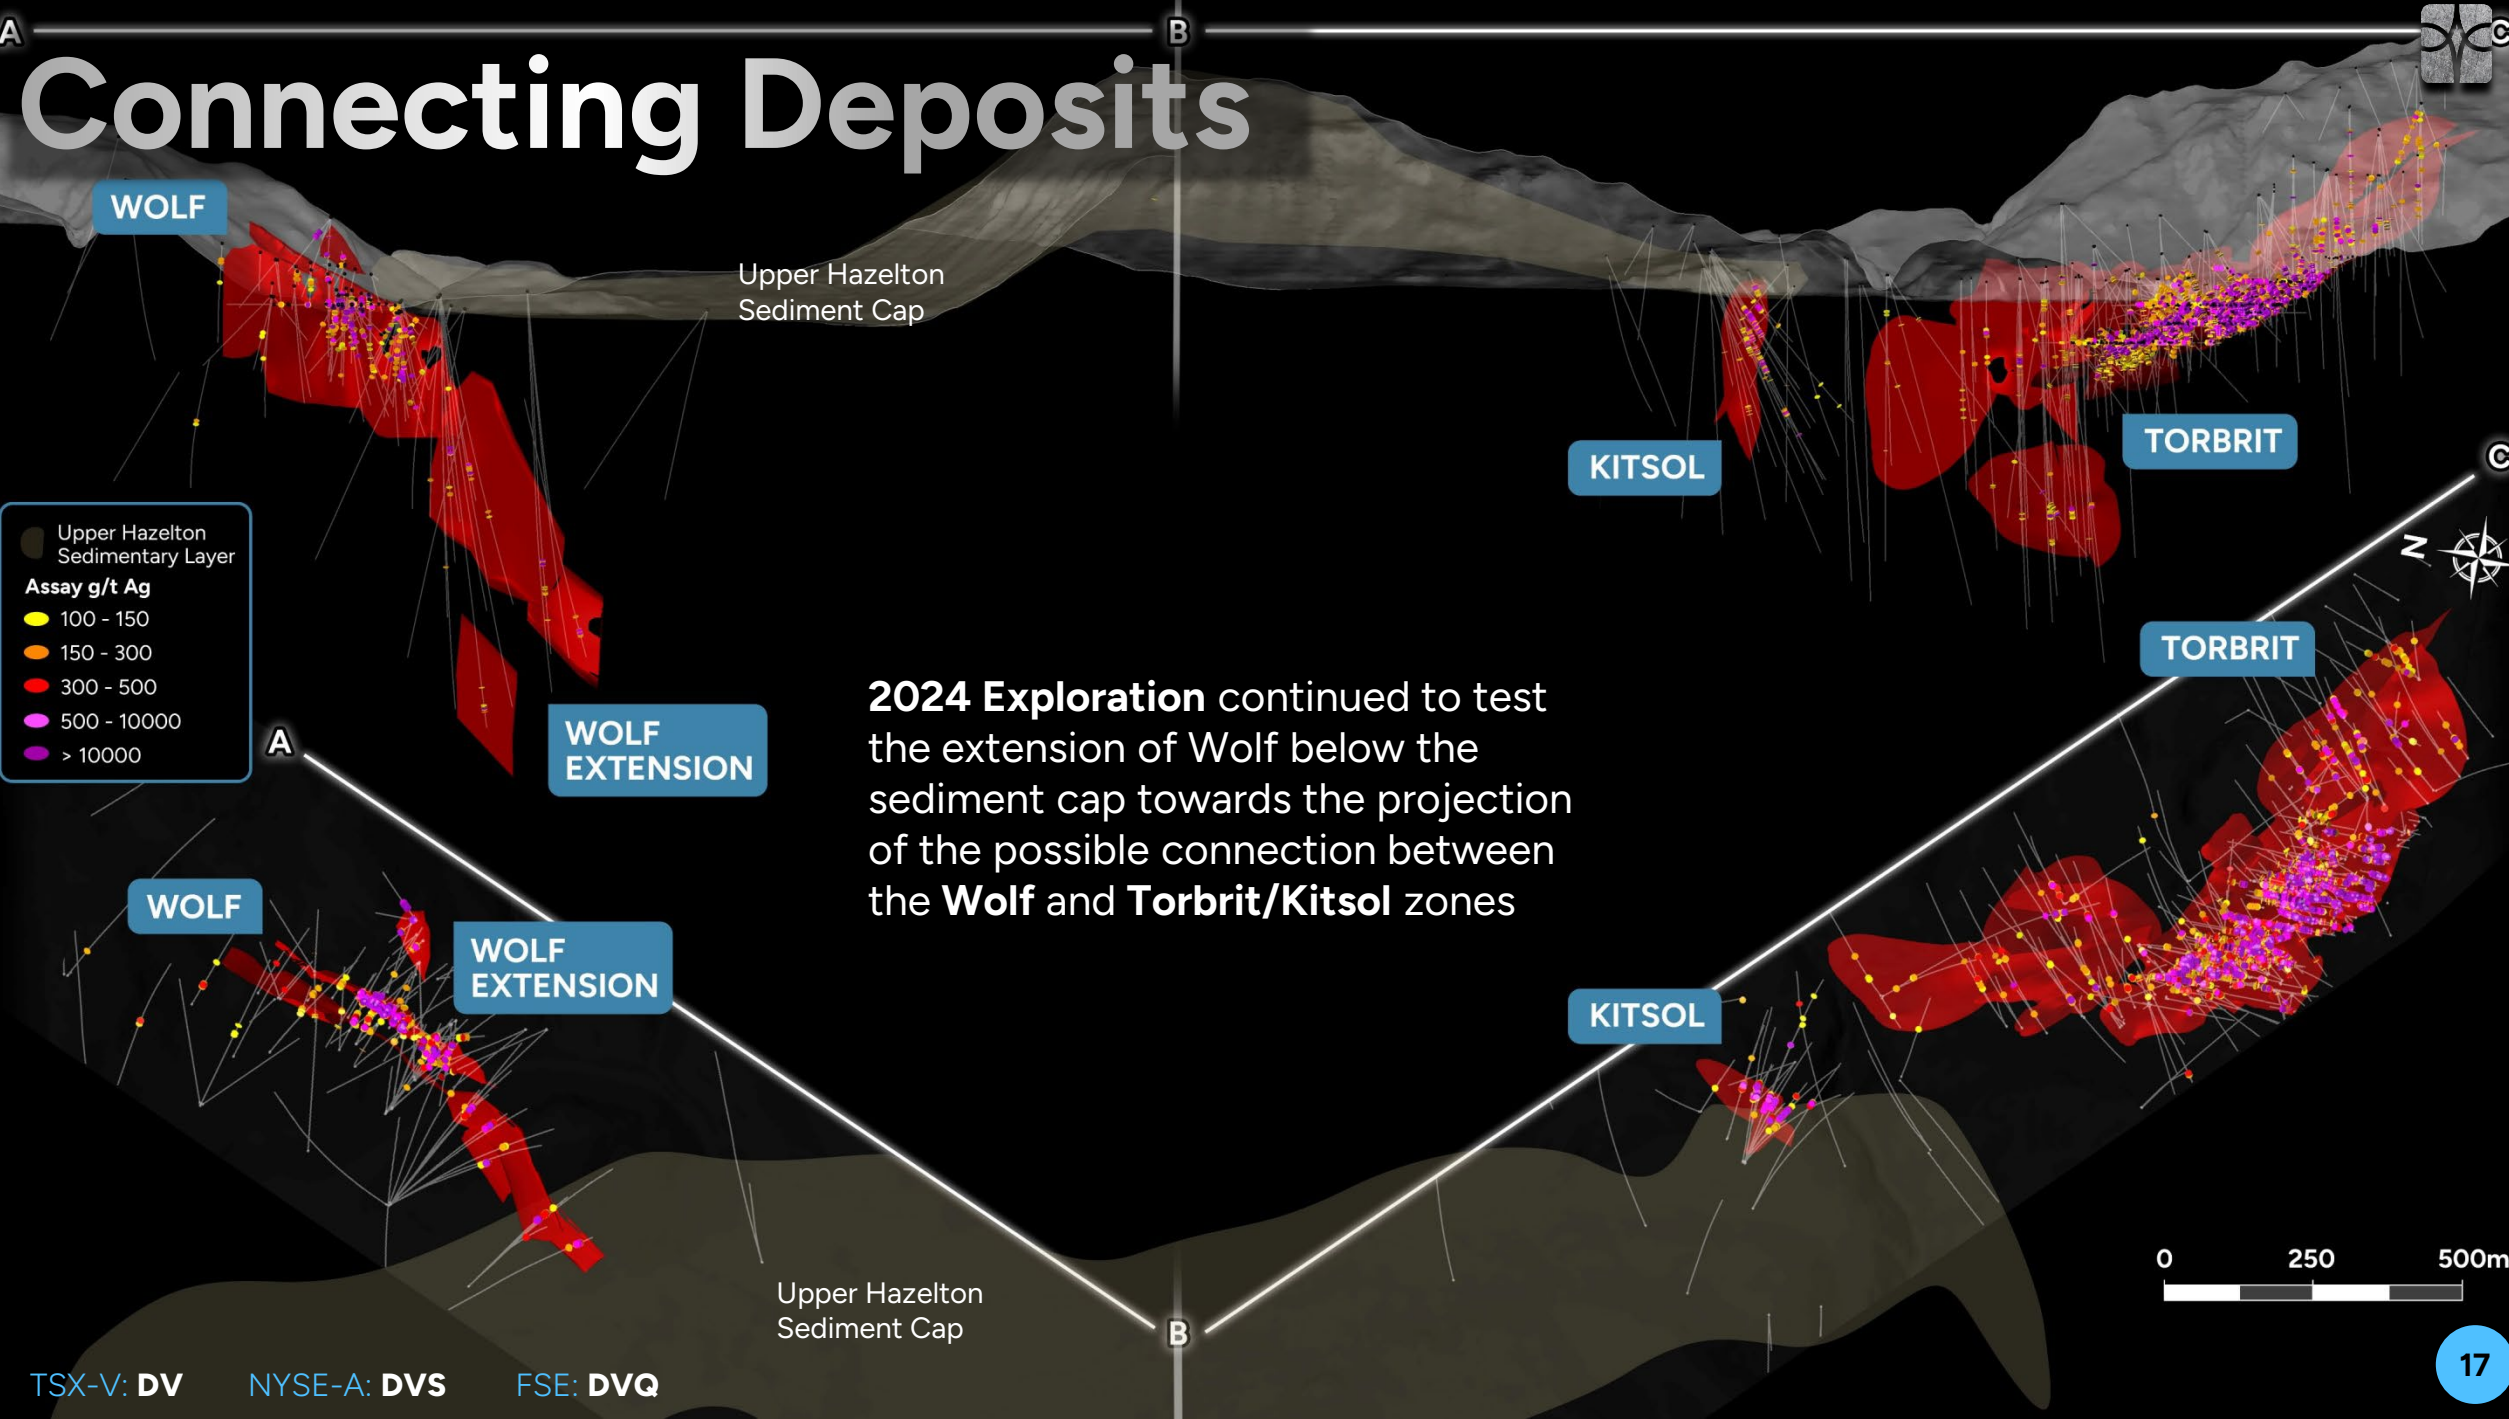 A
B
C
Connecting Deposits
WOLF
Upper Hazelton
Sediment Cap
KITSOL
TORBRIT
C
Upper Hazelton
Sedimentary Layer
Assay g/t Ag
100 - 150
150 - 300
300 - 500
500 - 10000
> 10000
N
TORBRIT
WOLF
EXTENSION
A
2024 Exploration continued to test
the extension of Wolf below the
sediment cap towards the projection
of the possible connection between
the Wolf and Torbrit/Kitsol zones
WOLF
WOLF
EXTENSION
KITSOL
0 250 500m
Upper Hazelton
Sediment Cap
B
TSX-V: DV NYSE-A: DVS FSE: DVQ
17